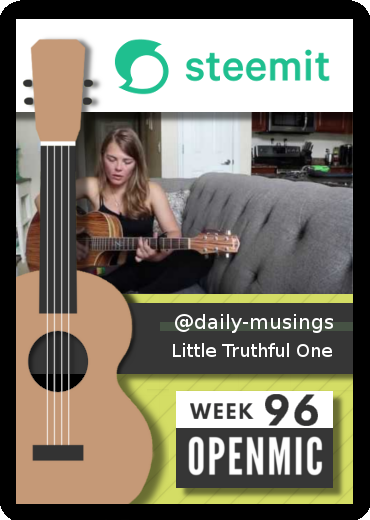 steemit
@daily-musings
Little Truthful One
WEEK 96
OPENMIC